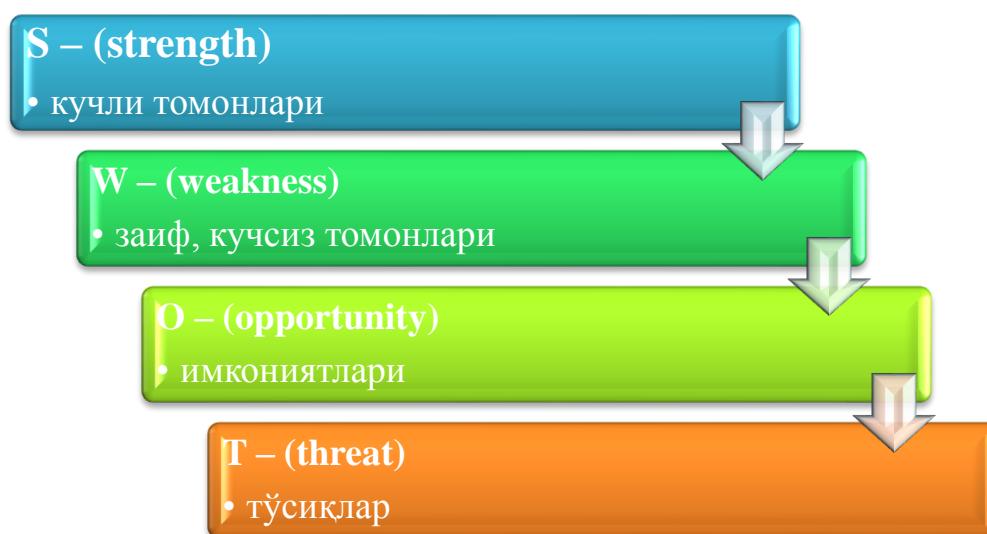 S – (strength)
• кучли томонлари
W – (weakness)
• заиф, кучсиз томонлари
O – (opportunity)
• имкониятлари
T – (threat)
• тўсиқлар